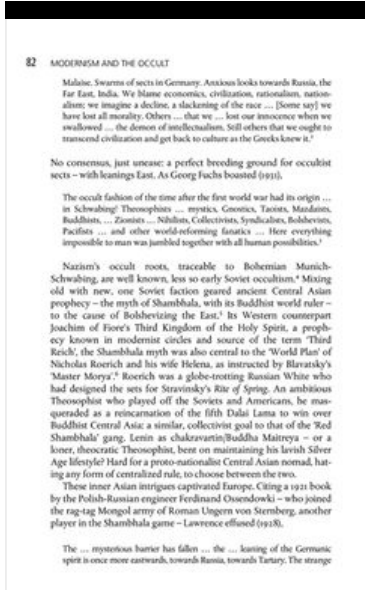 82 MODERNISM AND THE OCCULT
Malaise. Swarms of sects in Germany. Anxious looks towards Russia, the
Far East, India. We blame economics, civilization, rationalism, nation-
alism; we imagine a decline, a slackening of the race ... [Some say] we
have lost all morality. Others ... that we ... lost our innocence when we
swallowed ... the demon of intellectualism. Still others that we ought to
transcend civilization and get back to culture as the Greeks knew it.²
No consensus, just unease: a perfect breeding ground for occultist
sects – with leanings East. As Georg Fuchs boasted (1931),
The occult fashion of the time after the first world war had its origin ...
in Schwabing! Theosophists ... mystics, Gnostics, Taoists, Mazdaists,
Buddhists, ... Zionists ... Nihilists, Collectivists, Syndicalists, Bolshevists,
Pacifists ... and other world-reforming fanatics ... Here everything
impossible to man was jumbled together with all human possibilities.³
Nazism's occult roots, traceable to Bohemian Munich-
Schwabing, are well known, less so early Soviet occultism.⁴ Mixing
old with new, one Soviet faction geared ancient Central Asian
prophecy – the myth of Shambhala, with its Buddhist world ruler –
to the cause of Bolshevizing the East.⁵ Its Western counterpart
Joachim of Fiore's Third Kingdom of the Holy Spirit, a proph-
ecy known in modernist circles and source of the term 'Third
Reich', the Shambhala myth was also central to the 'World Plan' of
Nicholas Roerich and his wife Helena, as instructed by Blavatsky's
'Master Morya'.⁶ Roerich was a globe-trotting Russian White who
had designed the sets for Stravinsky's Rite of Spring. An ambitious
Theosophist who played off the Soviets and Americans, he mas-
queraded as a reincarnation of the fifth Dalai Lama to win over
Buddhist Central Asia: a similar, collectivist goal to that of the 'Red
Shambhala' gang. Lenin as chakravartin/Buddha Maitreya – or a
loner, theocratic Theosophist, bent on maintaining his lavish Silver
Age lifestyle? Hard for a proto-nationalist Central Asian nomad, hat-
ing any form of centralized rule, to choose between the two.
These inner Asian intrigues captivated Europe. Citing a 1921 book
by the Polish-Russian engineer Ferdinand Ossendowki – who joined
the rag-tag Mongol army of Roman Ungern von Sternberg, another
player in the Shambhala game – Lawrence effused (1928),
The ... mysterious barrier has fallen ... the ... leaning of the Germanic
spirit is once more eastwards, towards Russia, towards Tartary. The strange